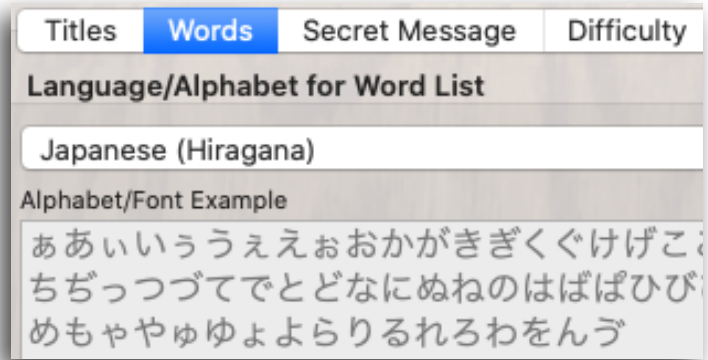 Titles Words Secret Message Difficulty
Language/Alphabet for Word List
Japanese (Hiragana)
Alphabet/Font Example
ぁあぃいぅうぇえぉおかがきぎくぐけげこ
ちぢっつづてでとどなにぬねのはばぱひび
めもゃやゅゆょよらりるれろわをんゔ